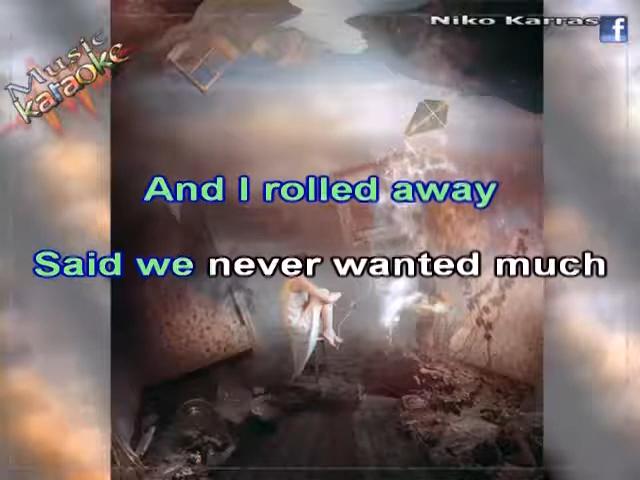 Niko Karras f
Music
karaoke
And I rolled away
Said we never wanted much